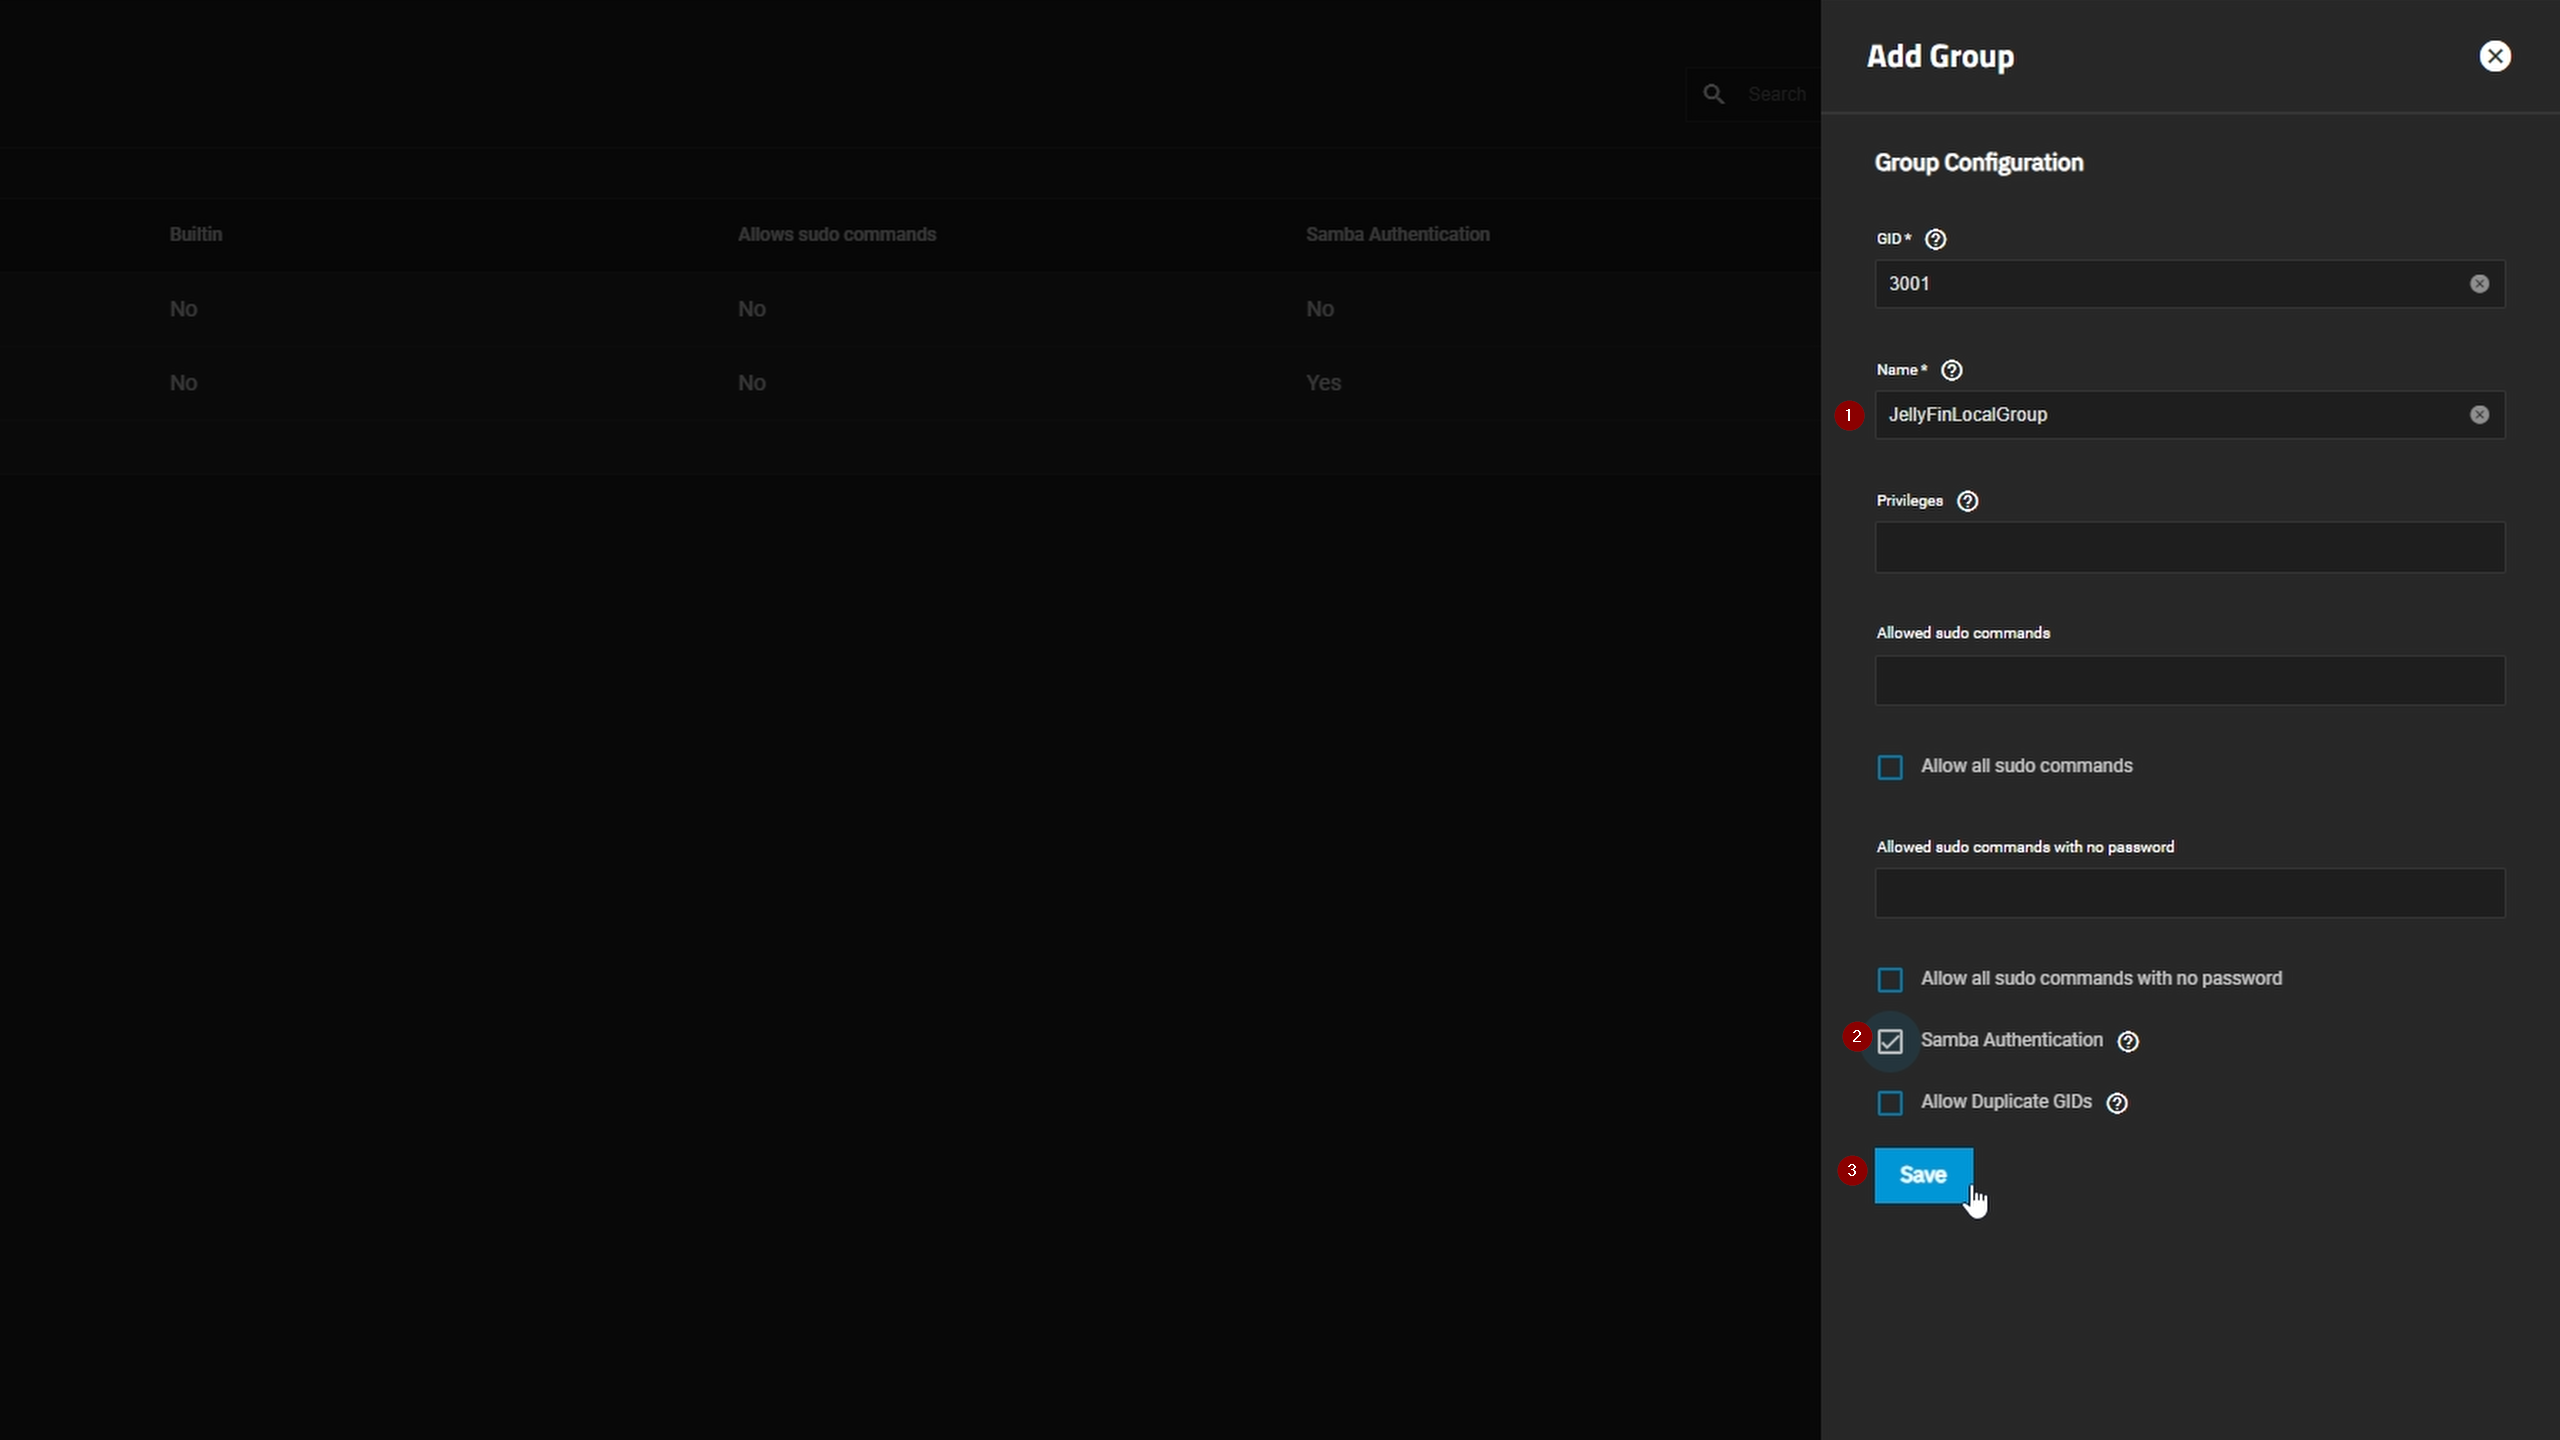 Add Group
Search
Group Configuration
Builtin
Allows sudo commands
Samba Authentication
No
No
No
No
No
Yes
GID *
3001
Name *
1
JellyFinLocalGroup
Privileges
Allowed sudo commands
Allow all sudo commands
Allowed sudo commands with no password
Allow all sudo commands with no password
2
Samba Authentication
Allow Duplicate GIDs
3
Save